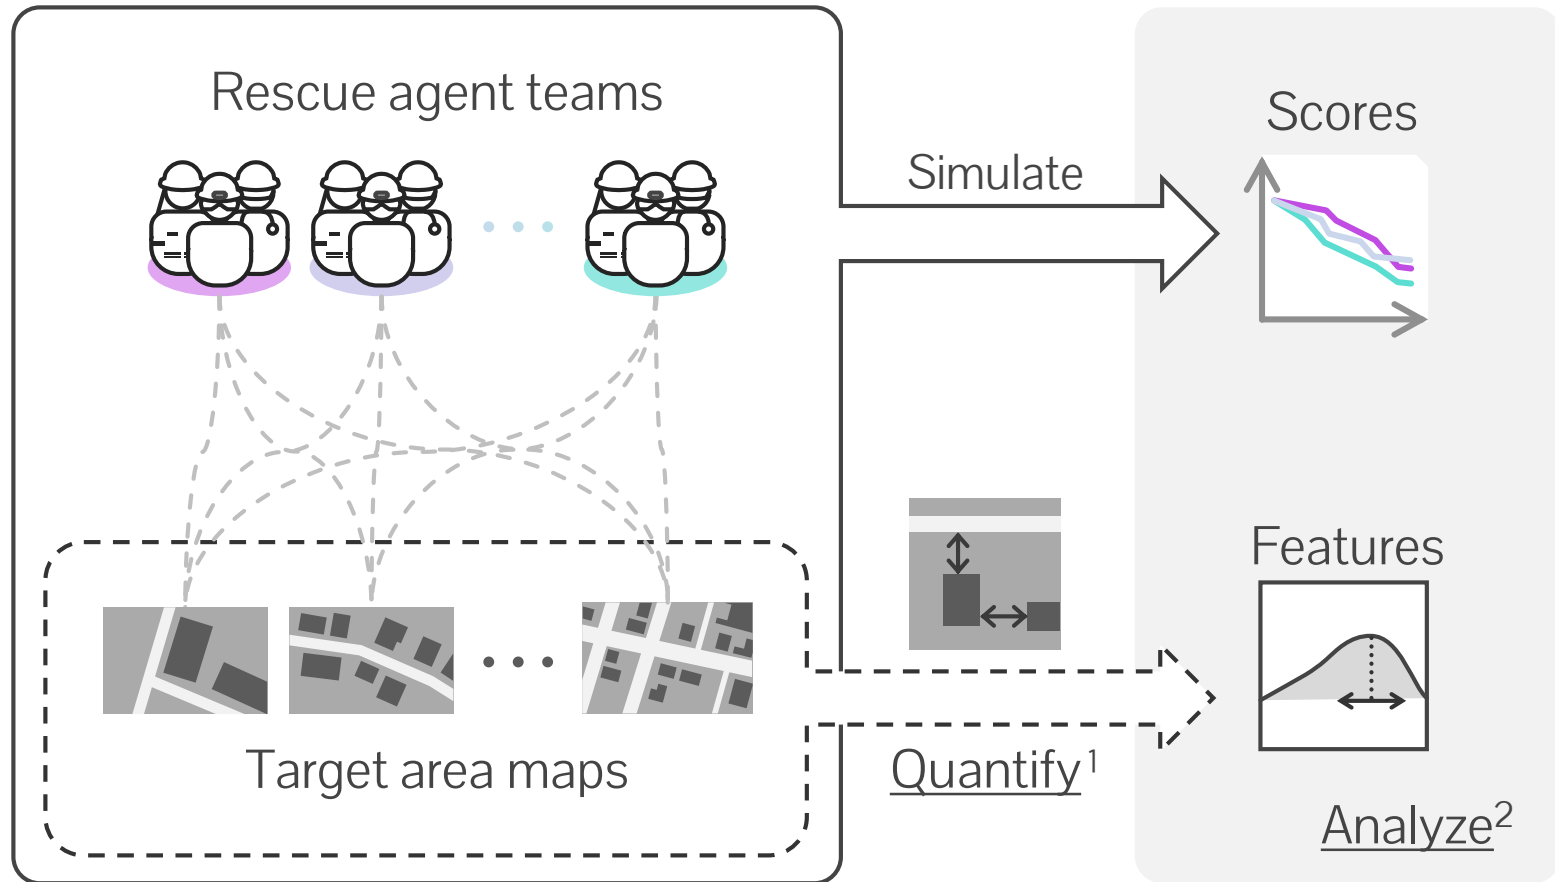 Rescue agent teams
Simulate
Scores
Features
Target area maps
Quantify¹
Analyze²